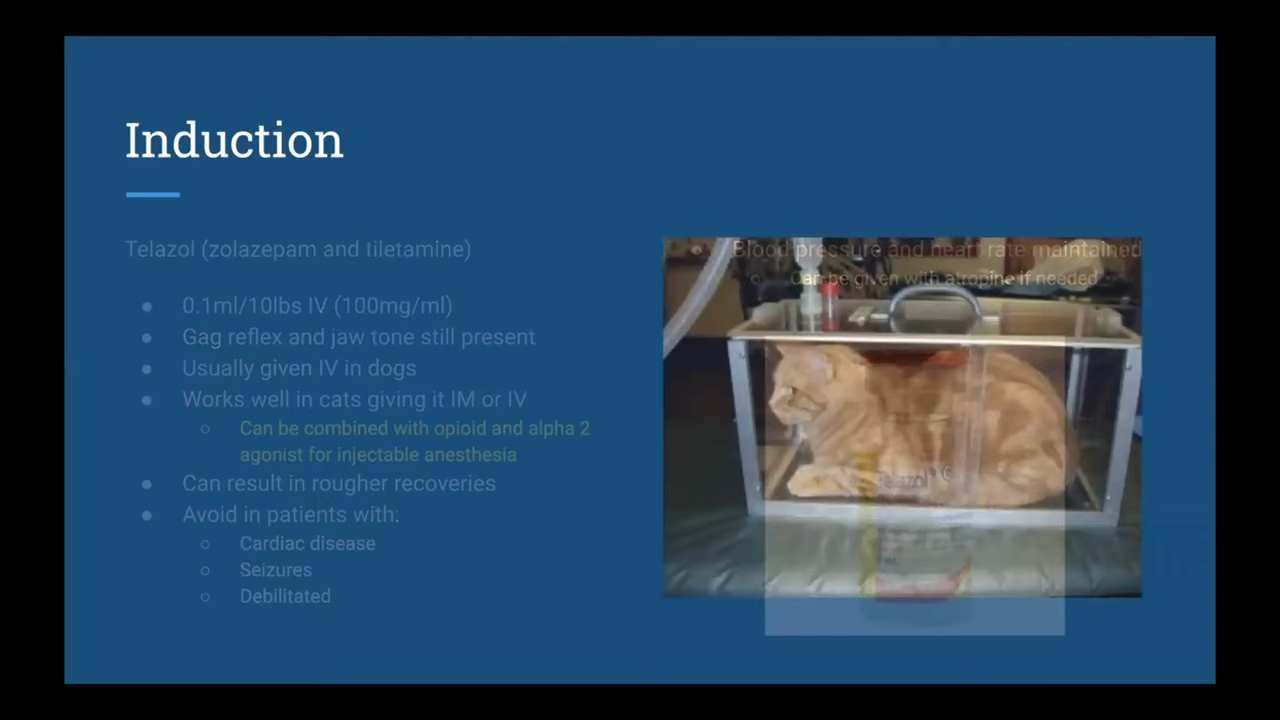 Induction
Telazol (zolazepam and tiletamine)
● 0.1ml/10lbs IV (100mg/ml)
● Gag reflex and jaw tone still present
● Usually given IV in dogs
● Works well in cats giving it IM or IV
○ Can be combined with opioid and alpha 2
agonist for injectable anesthesia
● Can result in rougher recoveries
● Avoid in patients with:
○ Cardiac disease
○ Seizures
○ Debilitated
Blood pressure and heart rate maintained
○ Can be given with atropine if needed
Telazol